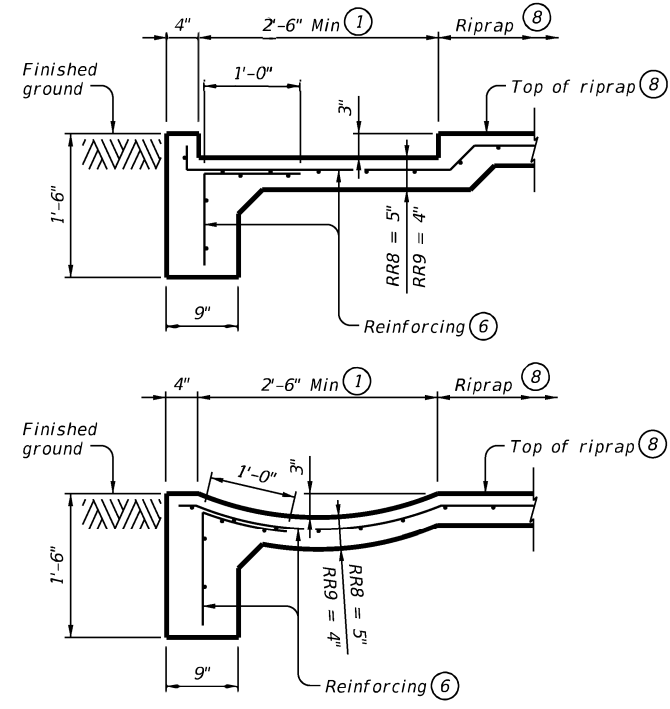 4" 2'-6" Min 1 Riprap 8
Finished
ground
1'-0"
3"
Top of riprap 8
1'-6"
RR8 = 5"
RR9 = 4"
9"
Reinforcing 6
4" 2'-6" Min 1 Riprap 8
Finished
ground
1'-0"
3"
Top of riprap 8
1'-6"
RR8 = 5"
RR9 = 4"
9"
Reinforcing 6